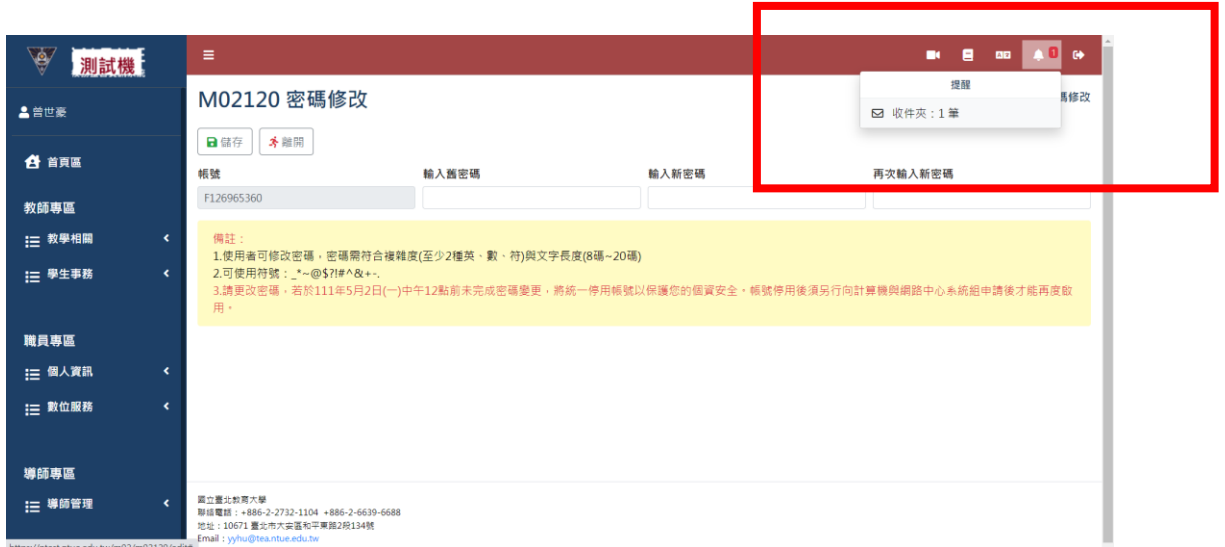 測試機
1
曾世豪
首頁區
教師專區
教學相關
學生事務
職員專區
個人資訊
數位服務
導師專區
導師管理
M02120 密碼修改
提醒
收件夾：1 筆
碼修改
儲存
離開
帳號
輸入舊密碼
輸入新密碼
再次輸入新密碼
F126965360
備註：
1.使用者可修改密碼，密碼需符合複雜度(至少2種英、數、符)與文字長度(8碼~20碼)
2.可使用符號：_*~@$?!#^&+-.
3.請更改密碼，若於111年5月2日(一)中午12點前未完成密碼變更，將統一停用帳號以保護您的個資安全。帳號停用後須另行向計算機與網路中心系統組申請後才能再度啟
用。
國立臺北教育大學
聯絡電話：+886-2-2732-1104 +886-2-6639-6688
地址：10671 臺北市大安區和平東路2段134號
Email：yyhu@tea.ntue.edu.tw